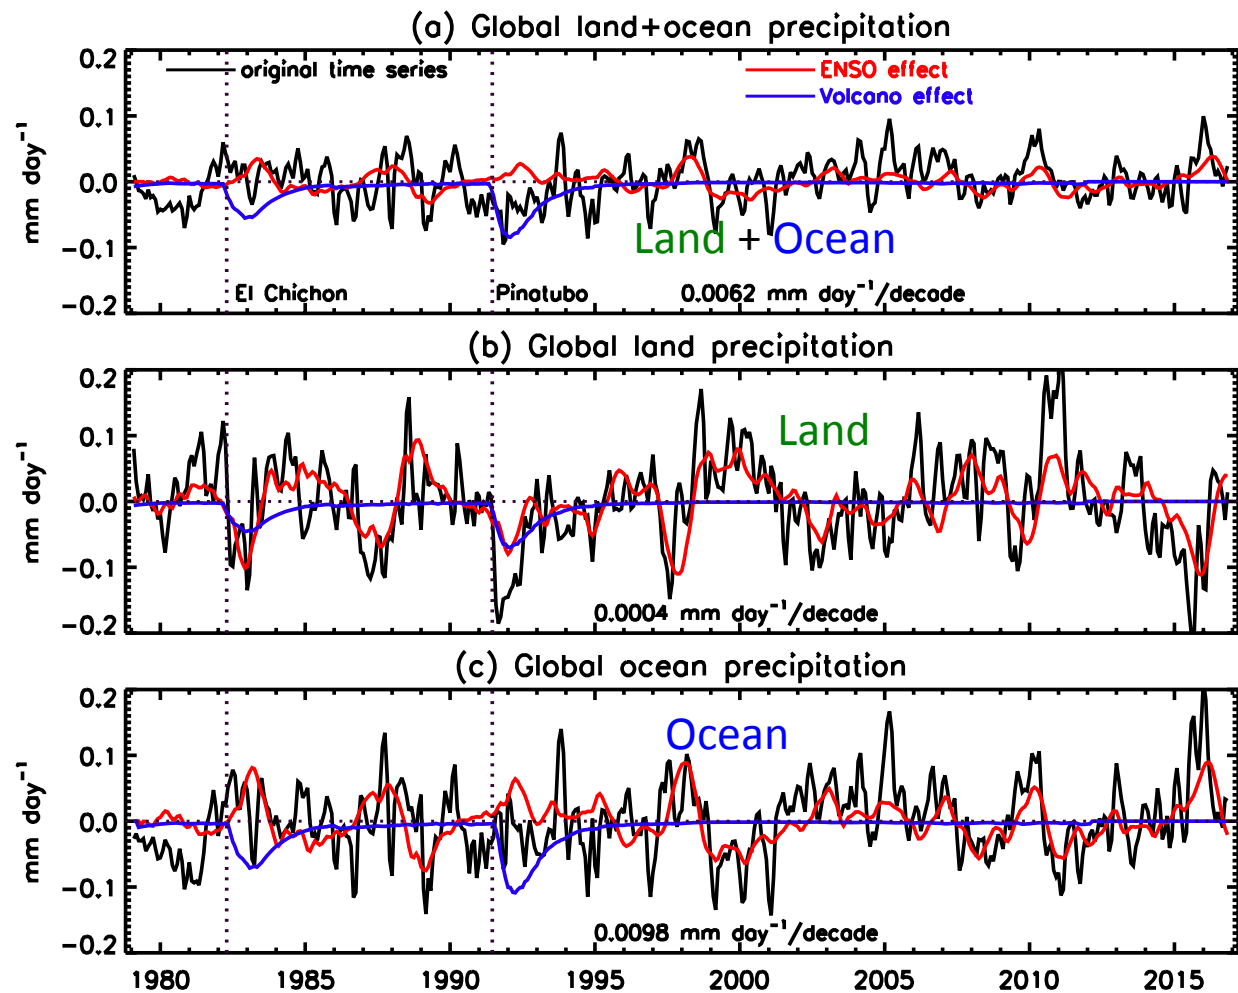 (a) Global land+ocean precipitation
0.2
original time series
ENSO effect
Volcano effect
0.1
0.0
mm day⁻¹
−0.1
Land + Ocean
El Chichon
Pinatubo
0.0062 mm day⁻¹/decade
−0.2
(b) Global land precipitation
0.2
Land
0.1
0.0
mm day⁻¹
−0.1
0.0004 mm day⁻¹/decade
−0.2
(c) Global ocean precipitation
0.2
Ocean
0.1
0.0
mm day⁻¹
−0.1
0.0098 mm day⁻¹/decade
−0.2
1980 1985 1990 1995 2000 2005 2010 2015